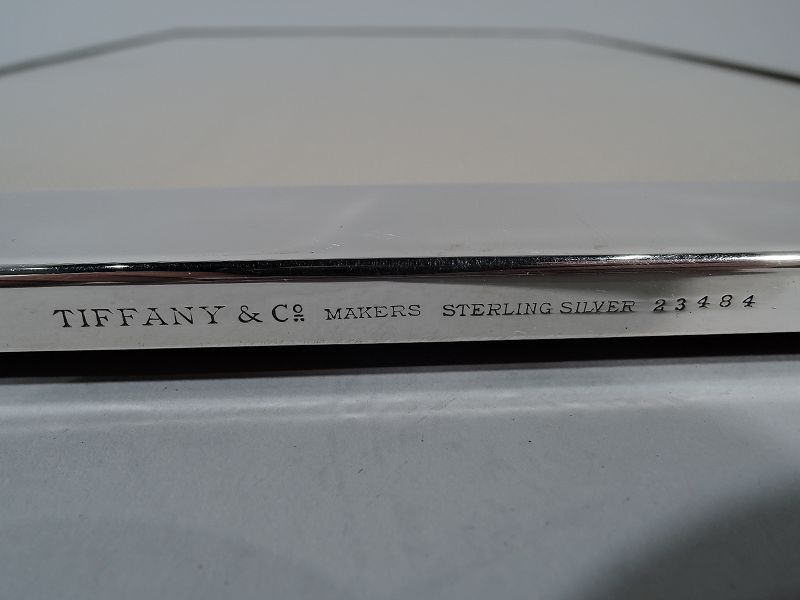 TIFFANY & Cº MAKERS STERLING SILVER 23484